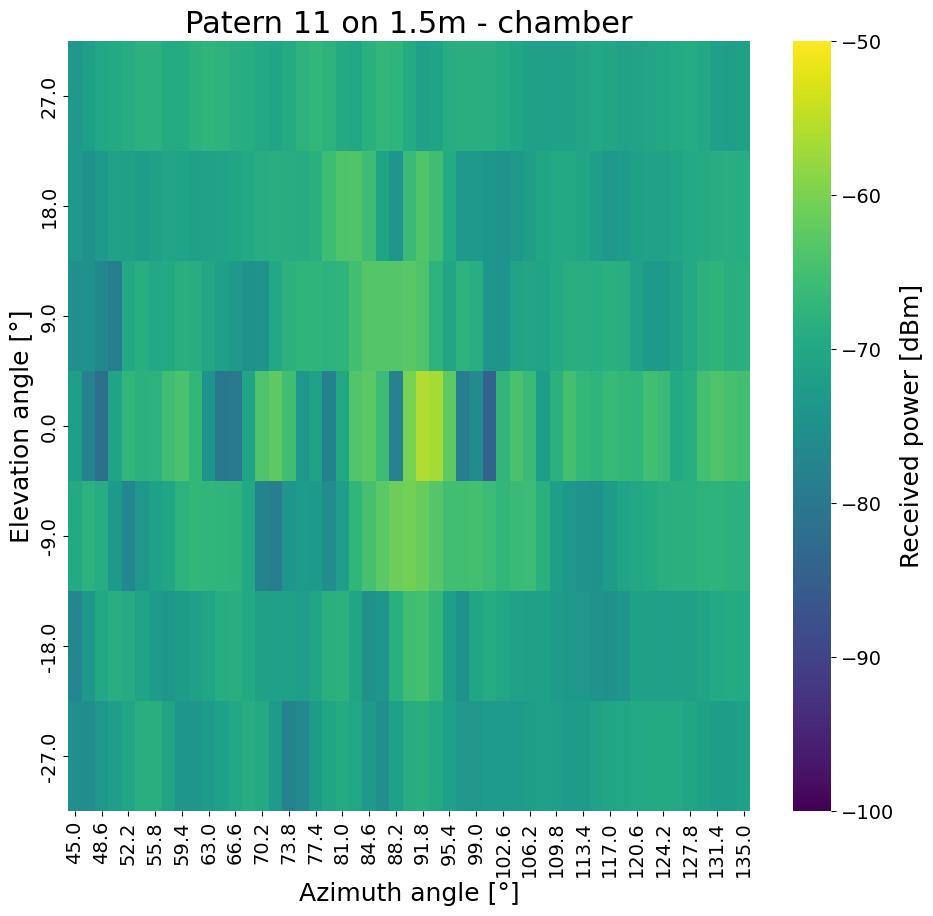 Patern 11 on 1.5m - chamber
Elevation angle [°]
27.0
18.0
9.0
0.0
-9.0
-18.0
-27.0
45.0 48.6 52.2 55.8 59.4 63.0 66.6 70.2 73.8 77.4 81.0 84.6 88.2 91.8 95.4 99.0 102.6 106.2 109.8 113.4 117.0 120.6 124.2 127.8 131.4 135.0
Azimuth angle [°]
−50
−60
−70
−80
−90
−100
Received power [dBm]